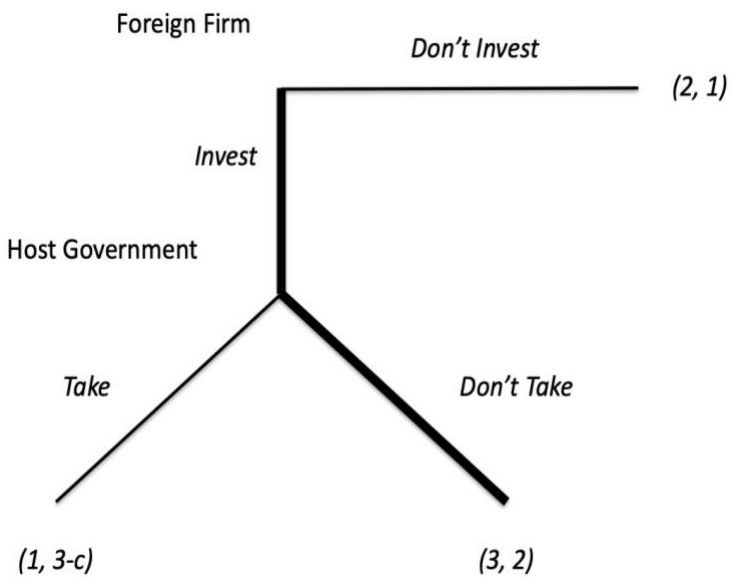 Foreign Firm
Don’t Invest
(2, 1)
Invest
Host Government
Take
Don’t Take
(1, 3-c)
(3, 2)